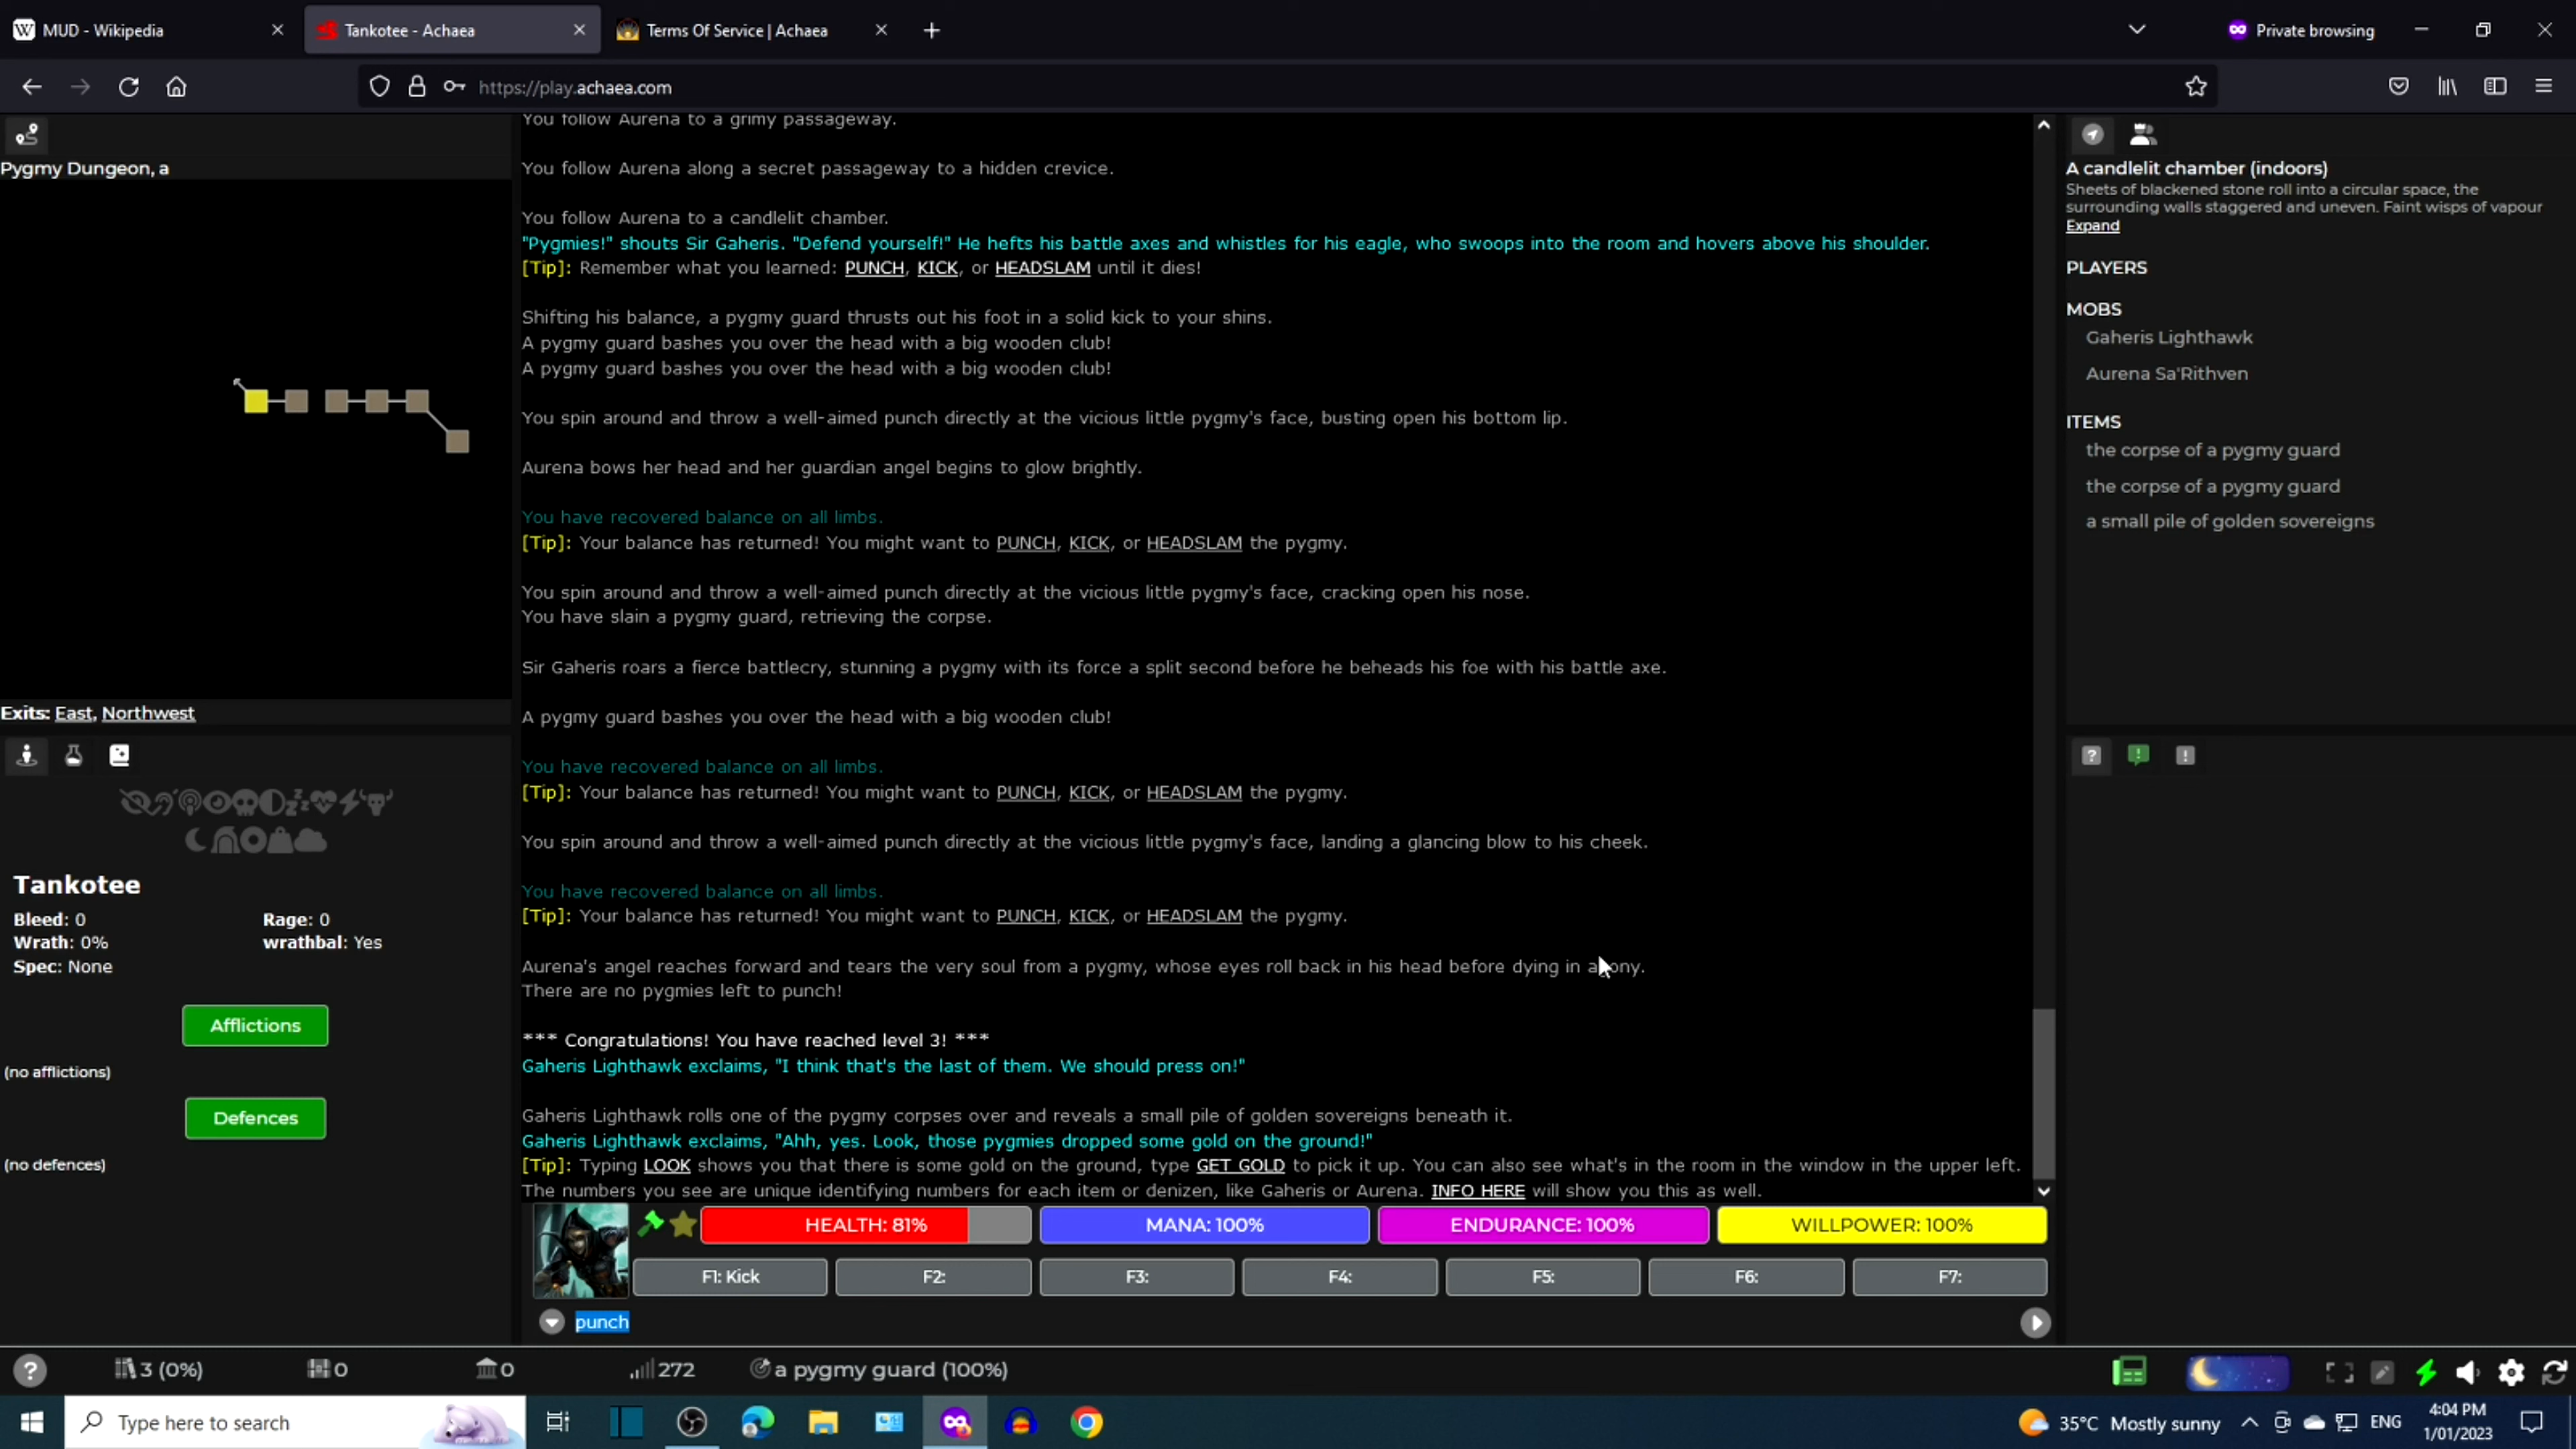 MUD - Wikipedia
Tankotee - Achaea
Terms Of Service | Achaea
Private browsing
https://play.achaea.com
Pygmy Dungeon, a
Exits: East, Northwest
Tankotee
Bleed: 0
Rage: 0
Wrath: 0%
wrathbal: Yes
Spec: None
Afflictions
(no afflictions)
Defences
(no defences)
You follow Aurena to a grimy passageway.
You follow Aurena along a secret passageway to a hidden crevice.
You follow Aurena to a candlelit chamber.
"Pygmies!" shouts Sir Gaheris. "Defend yourself!" He hefts his battle axes and whistles for his eagle, who swoops into the room and hovers above his shoulder.
[Tip]: Remember what you learned: PUNCH, KICK, or HEADSLAM until it dies!
Shifting his balance, a pygmy guard thrusts out his foot in a solid kick to your shins.
A pygmy guard bashes you over the head with a big wooden club!
A pygmy guard bashes you over the head with a big wooden club!
You spin around and throw a well-aimed punch directly at the vicious little pygmy's face, busting open his bottom lip.
Aurena bows her head and her guardian angel begins to glow brightly.
You have recovered balance on all limbs.
[Tip]: Your balance has returned! You might want to PUNCH, KICK, or HEADSLAM the pygmy.
You spin around and throw a well-aimed punch directly at the vicious little pygmy's face, cracking open his nose.
You have slain a pygmy guard, retrieving the corpse.
Sir Gaheris roars a fierce battlecry, stunning a pygmy with its force a split second before he beheads his foe with his battle axe.
A pygmy guard bashes you over the head with a big wooden club!
You have recovered balance on all limbs.
[Tip]: Your balance has returned! You might want to PUNCH, KICK, or HEADSLAM the pygmy.
You spin around and throw a well-aimed punch directly at the vicious little pygmy's face, landing a glancing blow to his cheek.
You have recovered balance on all limbs.
[Tip]: Your balance has returned! You might want to PUNCH, KICK, or HEADSLAM the pygmy.
Aurena's angel reaches forward and tears the very soul from a pygmy, whose eyes roll back in his head before dying in agony.
There are no pygmies left to punch!
*** Congratulations! You have reached level 3! ***
Gaheris Lighthawk exclaims, "I think that's the last of them. We should press on!"
Gaheris Lighthawk rolls one of the pygmy corpses over and reveals a small pile of golden sovereigns beneath it.
Gaheris Lighthawk exclaims, "Ahh, yes. Look, those pygmies dropped some gold on the ground!"
[Tip]: Typing LOOK shows you that there is some gold on the ground, type GET GOLD to pick it up. You can also see what's in the room in the window in the upper left.
The numbers you see are unique identifying numbers for each item or denizen, like Gaheris or Aurena. INFO HERE will show you this as well.
HEALTH: 81%
MANA: 100%
ENDURANCE: 100%
WILLPOWER: 100%
F1: Kick
F2:
F3:
F4:
F5:
F6:
F7:
punch
A candlelit chamber (indoors)
Sheets of blackened stone roll into a circular space, the
surrounding walls staggered and uneven. Faint wisps of vapour
Expand
PLAYERS
MOBS
Gaheris Lighthawk
Aurena Sa'Rithven
ITEMS
the corpse of a pygmy guard
the corpse of a pygmy guard
a small pile of golden sovereigns
3 (0%)
0
0
272
a pygmy guard (100%)
Type here to search
35°C Mostly sunny
ENG
4:04 PM
1/01/2023